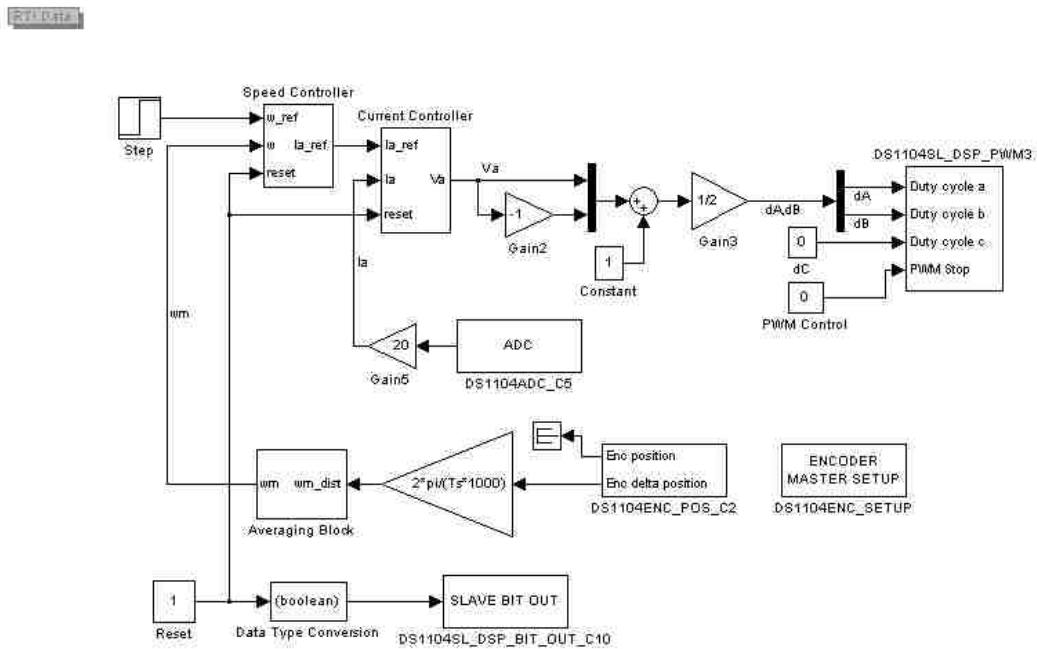 RTI Data
Speed Controller
w_ref
w
Ia_ref
reset
Step
Current Controller
Ia_ref
Ia
Va
reset
Va
-1
Gain2
1
Constant
1/2
Gain3
dA,dB
dA
dB
0
dC
0
PWM Control
DS1104SL_DSP_PWM3
Duty cycle a
Duty cycle b
Duty cycle c
PWM Stop
Ia
wm
20
Gain5
ADC
DS1104ADC_C5
wm
wm_dist
Averaging Block
2*pi/(Ts*1000)
Enc position
Enc delta position
DS1104ENC_POS_C2
ENCODER
MASTER SETUP
DS1104ENC_SETUP
1
Reset
(boolean)
Data Type Conversion
SLAVE BIT OUT
DS1104SL_DSP_BIT_OUT_C10